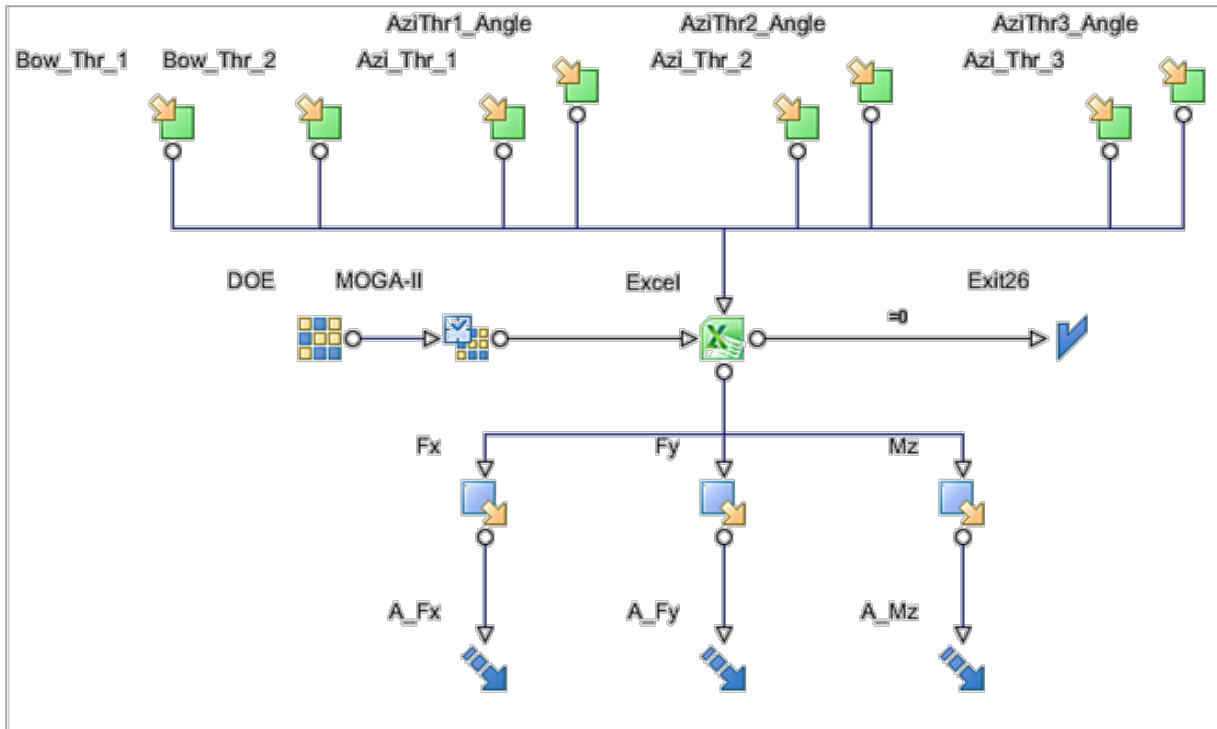 AziThr1_Angle AziThr2_Angle AziThr3_Angle
Bow_Thr_1 Bow_Thr_2 Azi_Thr_1 Azi_Thr_2 Azi_Thr_3
DOE MOGA-II Excel Exit26
=0
X
Fx Fy Mz
A_Fx A_Fy A_Mz